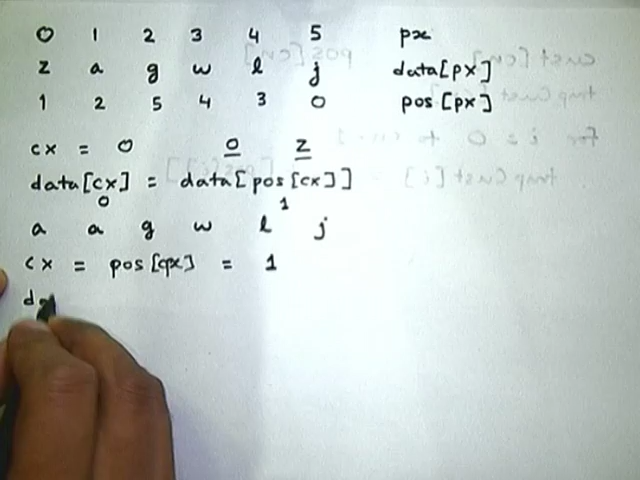 0 1 2 3 4 5 px
z a g w l j data[px]
1 2 5 4 3 0 pos[px]
cx = 0 0 z
data[cx] = data[pos[cx]]
0 1
a a g w l j
cx = pos[cx] = 1
da